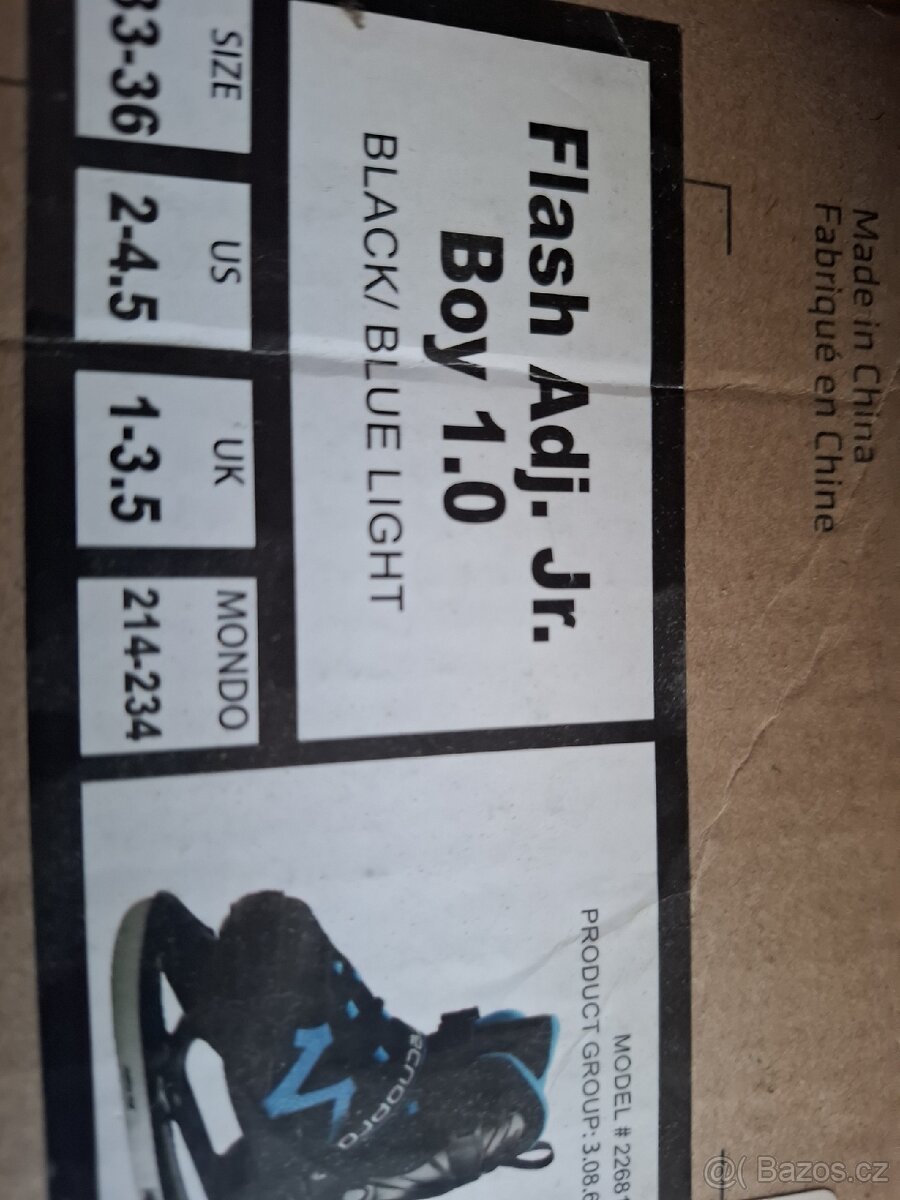 Made in China
Fabriqué en Chine
Flash Adj. Jr.
Boy 1.0
BLACK/ BLUE LIGHT
SIZE
33-36
US
2-4.5
UK
1-3.5
MONDO
214-234
MODEL # 22681
PRODUCT GROUP: 3.08.6
@ Bazos.cz